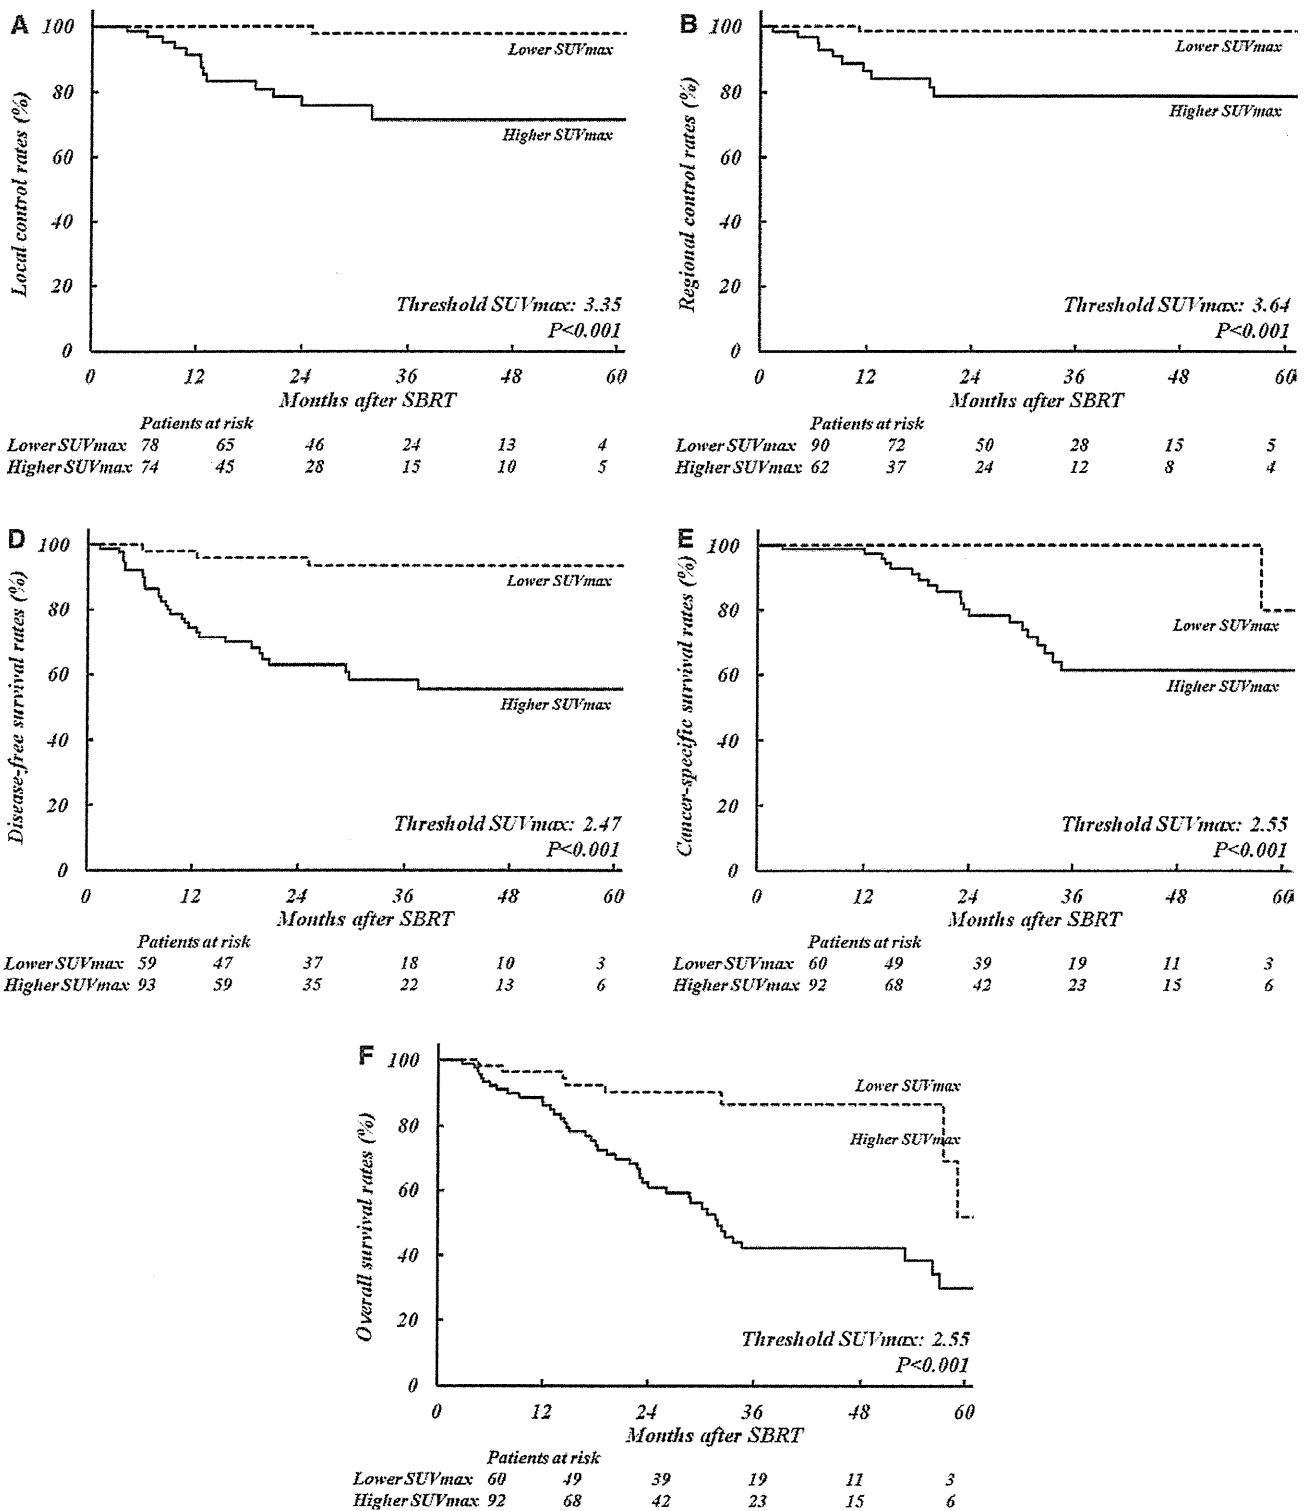 A
Local control rates (%)
100
80
60
40
20
0
Lower SUVmax
Higher SUVmax
Threshold SUVmax: 3.35
P<0.001
0 12 24 36 48 60
Months after SBRT
Patients at risk
Lower SUVmax 78 65 46 24 13 4
Higher SUVmax 74 45 28 15 10 5
B
Regional control rates (%)
100
80
60
40
20
0
Lower SUVmax
Higher SUVmax
Threshold SUVmax: 3.64
P<0.001
0 12 24 36 48 60
Months after SBRT
Patients at risk
Lower SUVmax 90 72 50 28 15 5
Higher SUVmax 62 37 24 12 8 4
D
Disease-free survival rates (%)
100
80
60
40
20
0
Lower SUVmax
Higher SUVmax
Threshold SUVmax: 2.47
P<0.001
0 12 24 36 48 60
Months after SBRT
Patients at risk
Lower SUVmax 59 47 37 18 10 3
Higher SUVmax 93 59 35 22 13 6
E
Cancer-specific survival rates (%)
100
80
60
40
20
0
Lower SUVmax
Higher SUVmax
Threshold SUVmax: 2.55
P<0.001
0 12 24 36 48 60
Months after SBRT
Patients at risk
Lower SUVmax 60 49 39 19 11 3
Higher SUVmax 92 68 42 23 15 6
F
Overall survival rates (%)
100
80
60
40
20
0
Lower SUVmax
Higher SUVmax
Threshold SUVmax: 2.55
P<0.001
0 12 24 36 48 60
Months after SBRT
Patients at risk
Lower SUVmax 60 49 39 19 11 3
Higher SUVmax 92 68 42 23 15 6